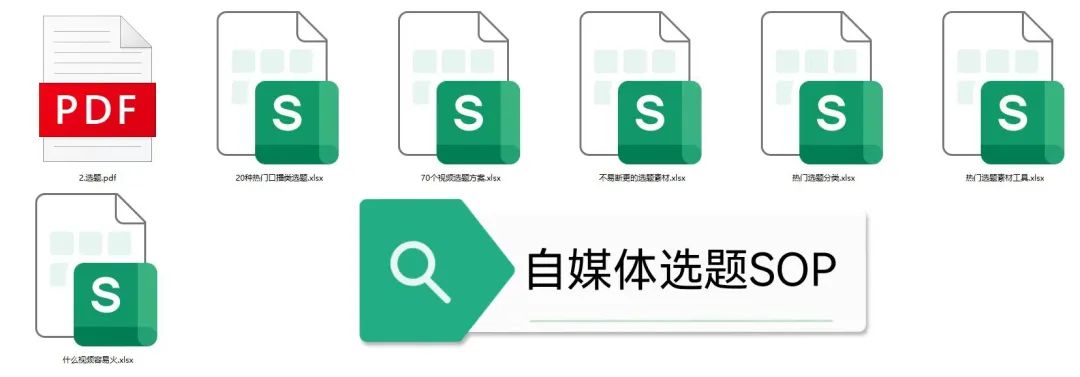 PDF
S
S
S
S
S
2.选题.pdf
20种热门口播类选题.xlsx
70个视频选题方案.xlsx
不易断更的选题素材.xlsx
热门选题分类.xlsx
热门选题素材工具.xlsx
S
自媒体选题SOP
什么视频容易火.xlsx